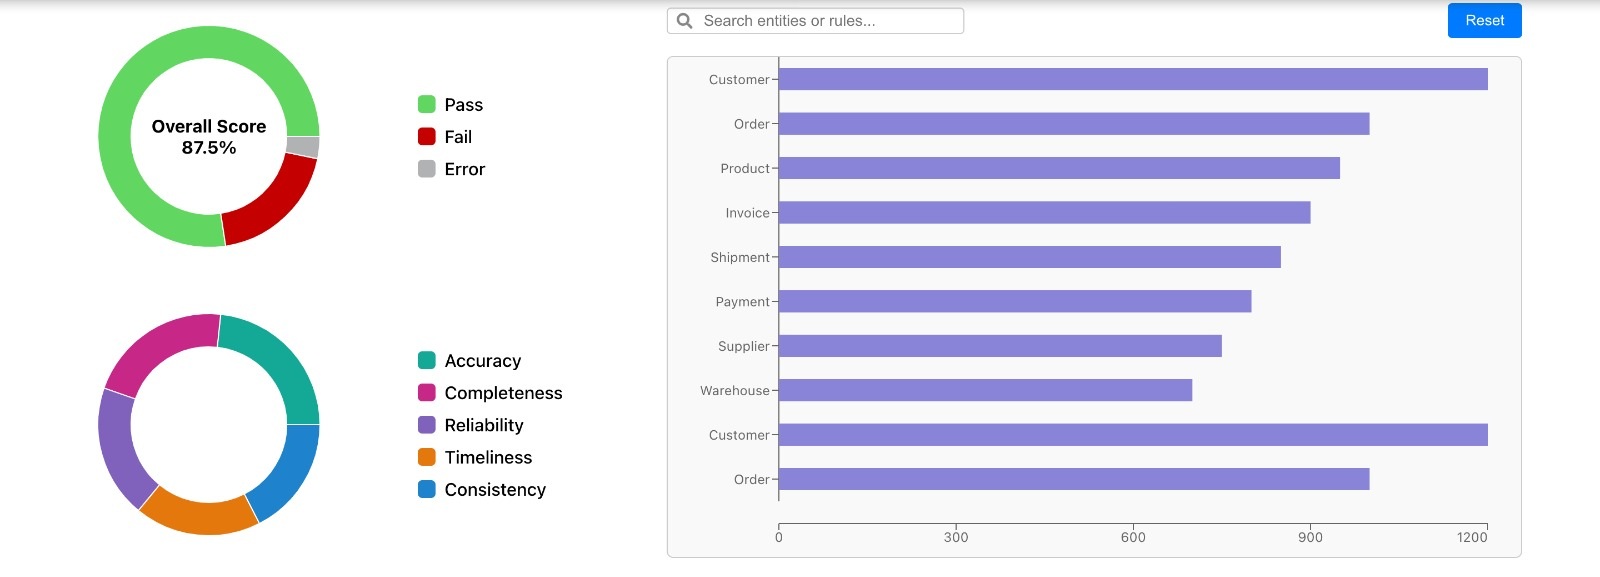 Overall Score
87.5%
Pass
Fail
Error
Accuracy
Completeness
Reliability
Timeliness
Consistency
Search entities or rules...
Reset
Customer
Order
Product
Invoice
Shipment
Payment
Supplier
Warehouse
Customer
Order
0 300 600 900 1200